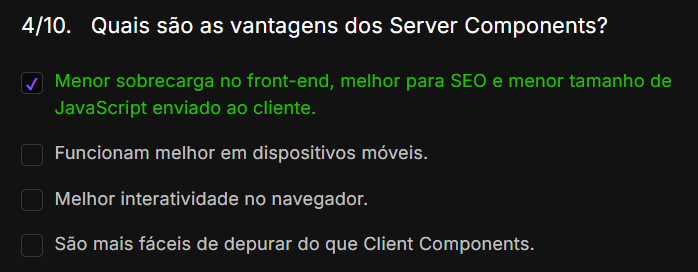 4/10. Quais são as vantagens dos Server Components?
Menor sobrecarga no front-end, melhor para SEO e menor tamanho de
JavaScript enviado ao cliente.
Funcionam melhor em dispositivos móveis.
Melhor interatividade no navegador.
São mais fáceis de depurar do que Client Components.